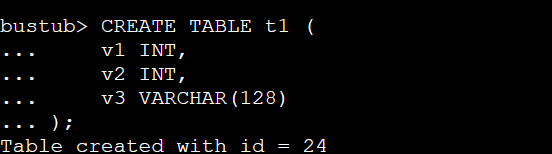 bustub> CREATE TABLE t1 (
...     v1 INT,
...     v2 INT,
...     v3 VARCHAR(128)
... );
Table created with id = 24